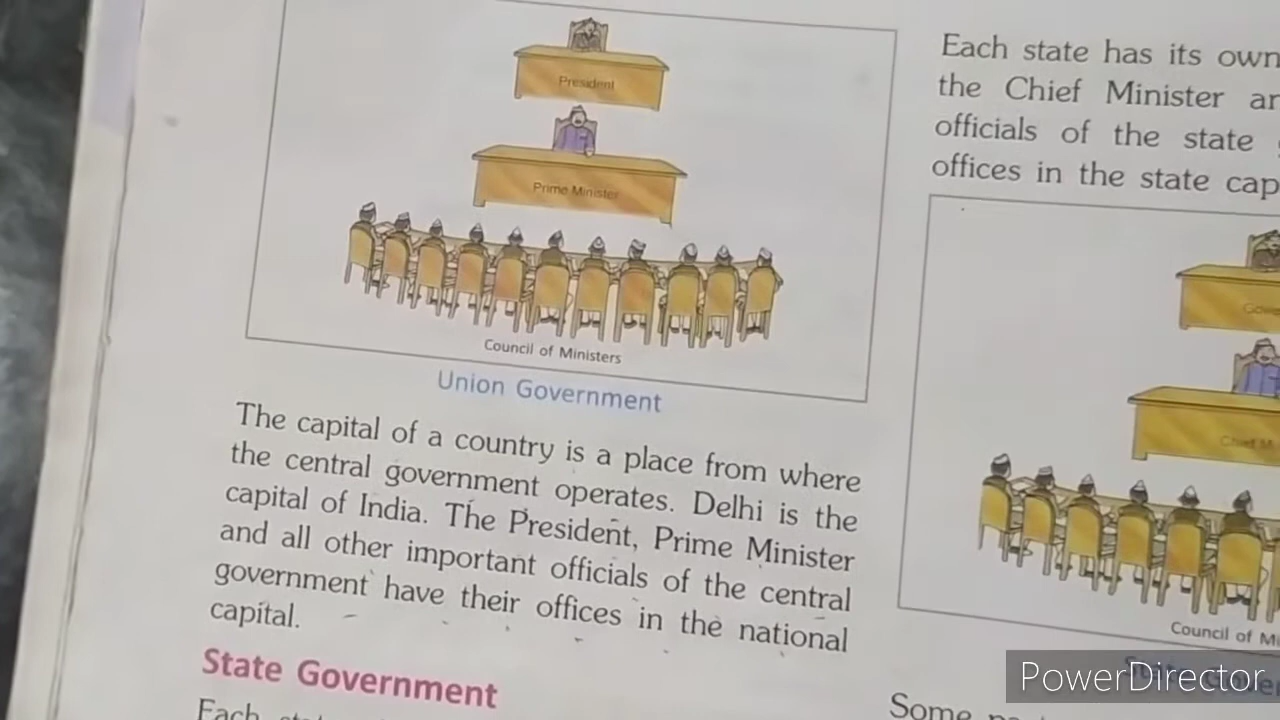 President
Prime Minister
Council of Ministers
Union Government
The capital of a country is a place from where
the central government operates. Delhi is the
capital of India. The President, Prime Minister
and all other important officials of the central
government have their offices in the national
capital.
State Government
Each
Each state has its own
the Chief Minister
officials of the state
offices in the state
Council of
Some
PowerDirector